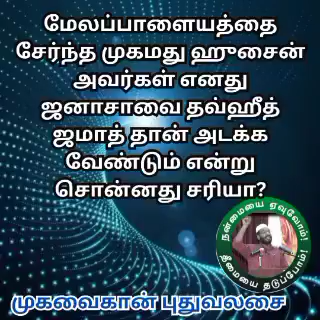 மேலப்பாளையத்தை
சேர்ந்த முகமது ஹுசைன்
அவர்கள் எனது
ஜனாசாவை தவ்ஹீத்
ஜமாத் தான் அடக்க
வேண்டும் என்று
சொன்னது சரியா?
நன்மையை ஏவுவோம்!
தீமையை தடுப்போம்!
முகவைகான் புதுவலசை